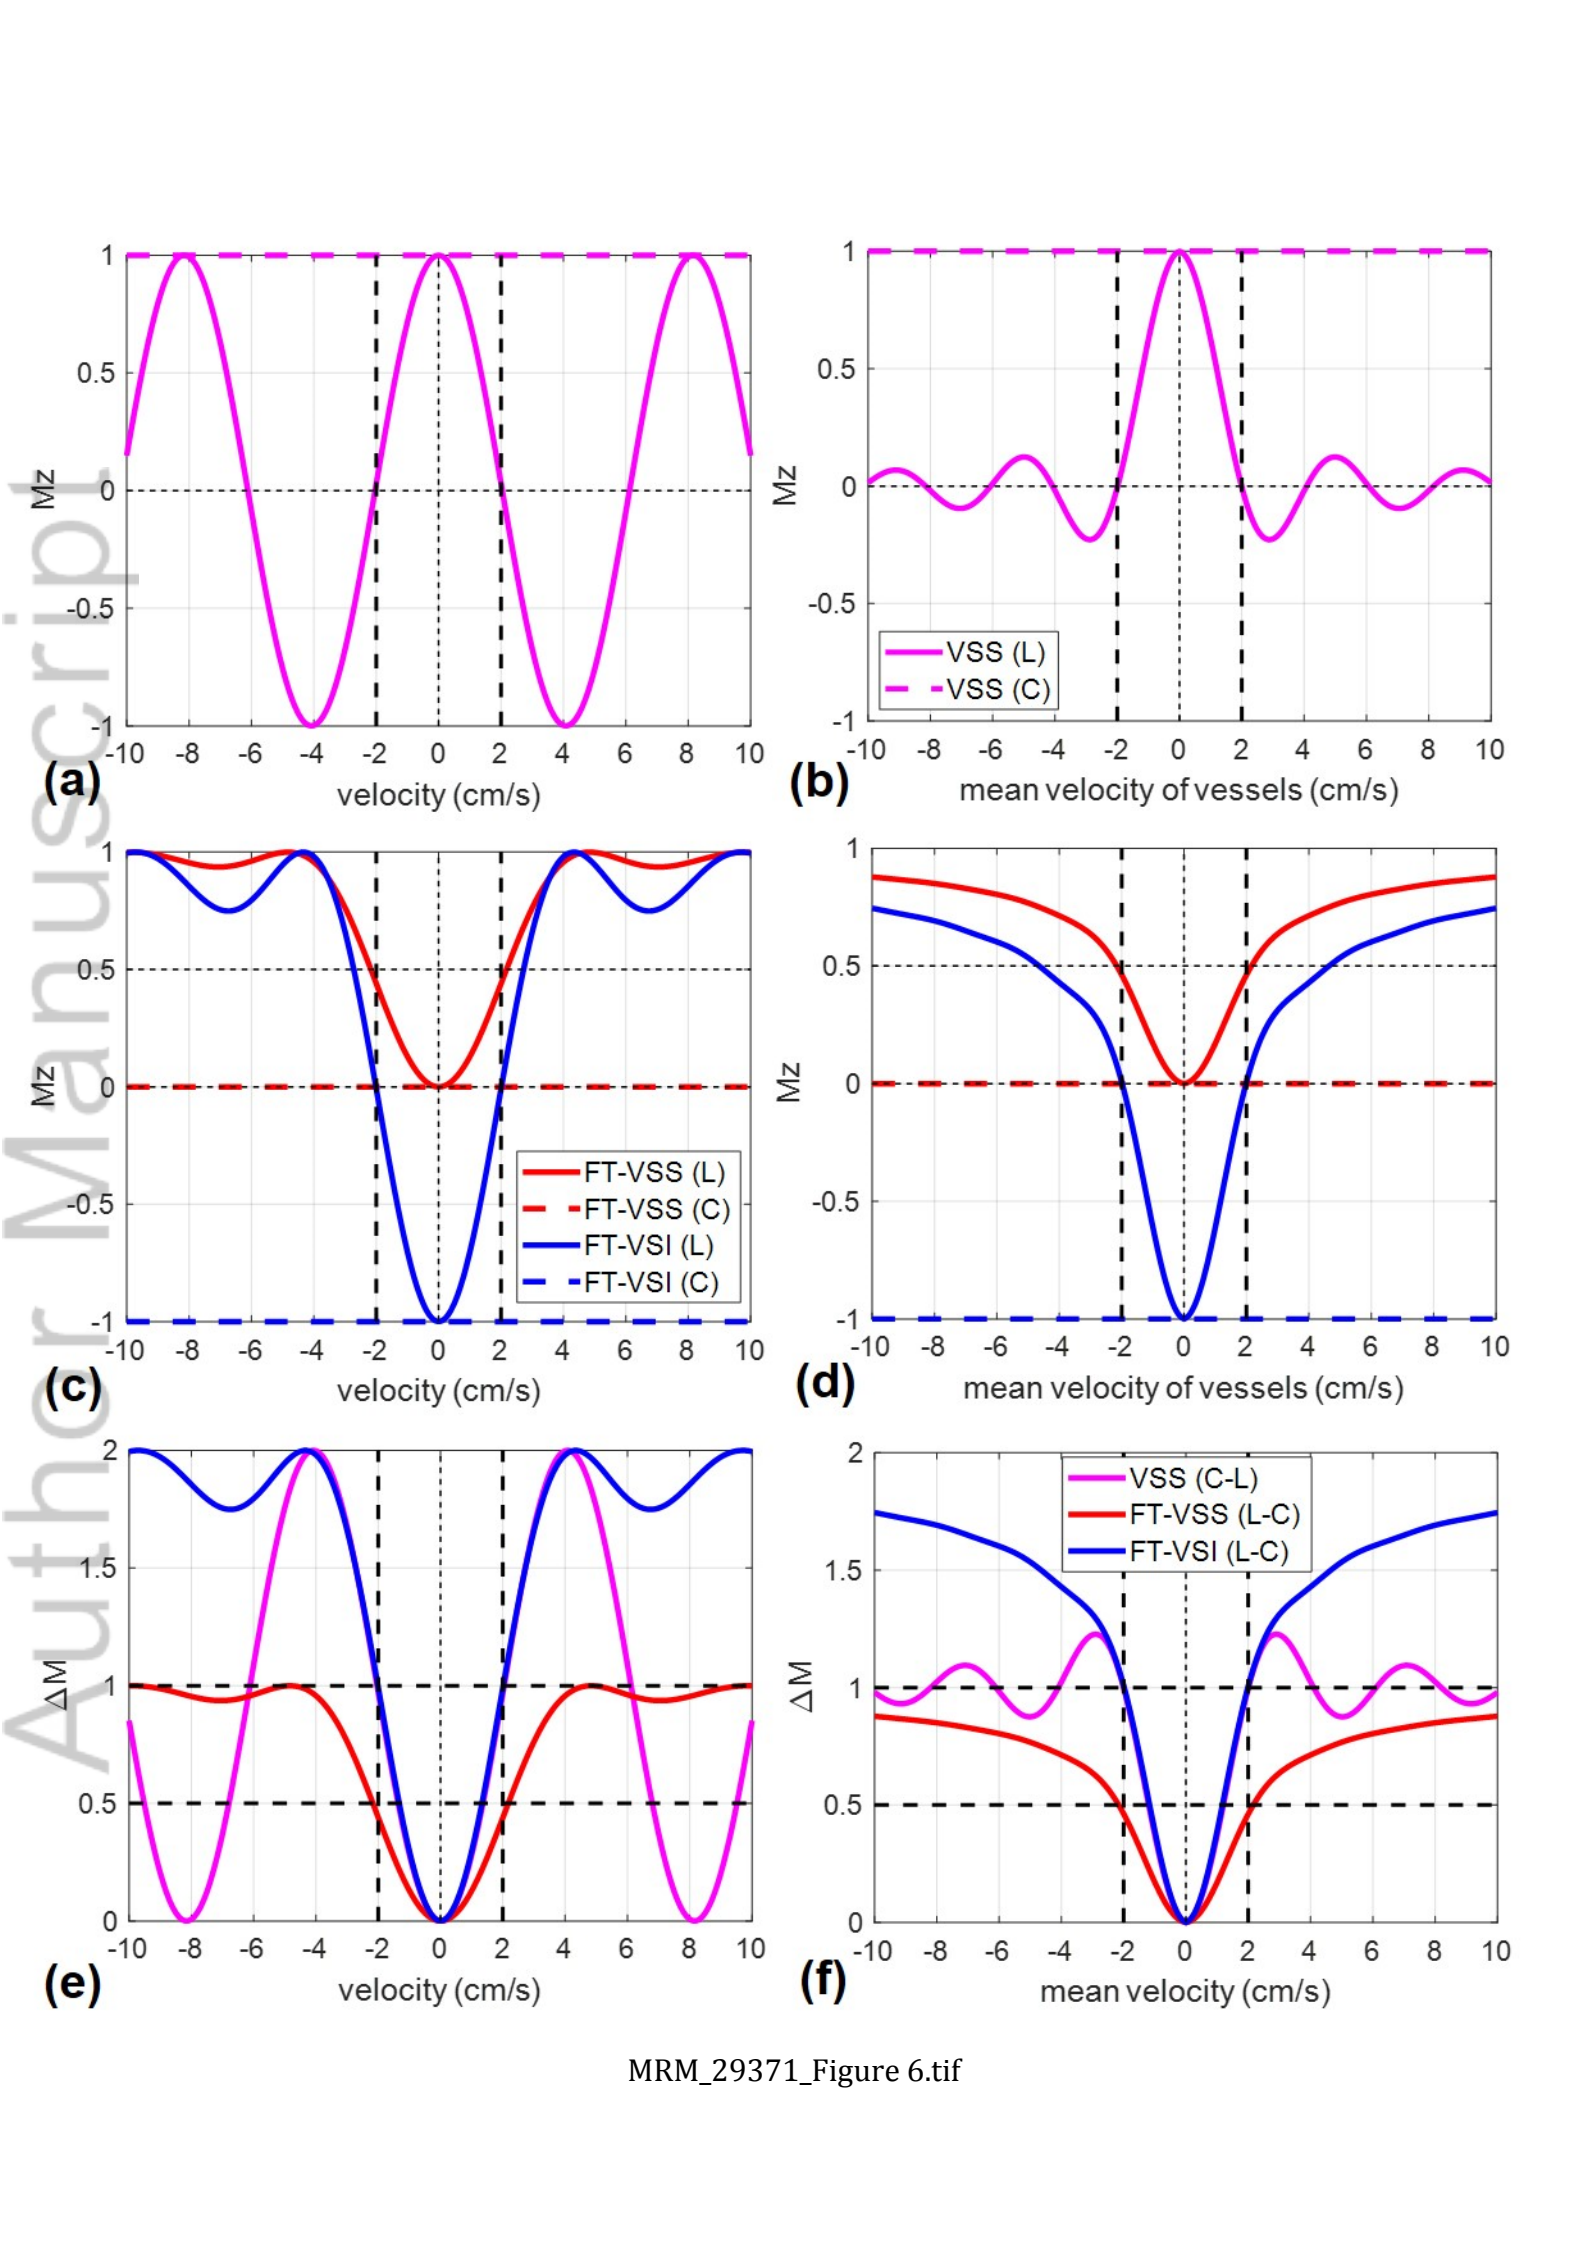 Author Manuscript
1
0.5
0
-0.5
-1
Mz
-10 -8 -6 -4 -2 0 2 4 6 8 10
velocity (cm/s)
(a)
1
0.5
0
-0.5
-1
Mz
VSS (L)
VSS (C)
-10 -8 -6 -4 -2 0 2 4 6 8 10
mean velocity of vessels (cm/s)
(b)
1
0.5
0
-0.5
-1
Mz
FT-VSS (L)
FT-VSS (C)
FT-VSI (L)
FT-VSI (C)
-10 -8 -6 -4 -2 0 2 4 6 8 10
velocity (cm/s)
(c)
1
0.5
0
-0.5
-1
Mz
-10 -8 -6 -4 -2 0 2 4 6 8 10
mean velocity of vessels (cm/s)
(d)
2
1.5
1
0.5
0
ΔM
-10 -8 -6 -4 -2 0 2 4 6 8 10
velocity (cm/s)
(e)
2
1.5
1
0.5
0
ΔM
VSS (C-L)
FT-VSS (L-C)
FT-VSI (L-C)
-10 -8 -6 -4 -2 0 2 4 6 8 10
mean velocity (cm/s)
(f)
MRM_29371_Figure 6.tif